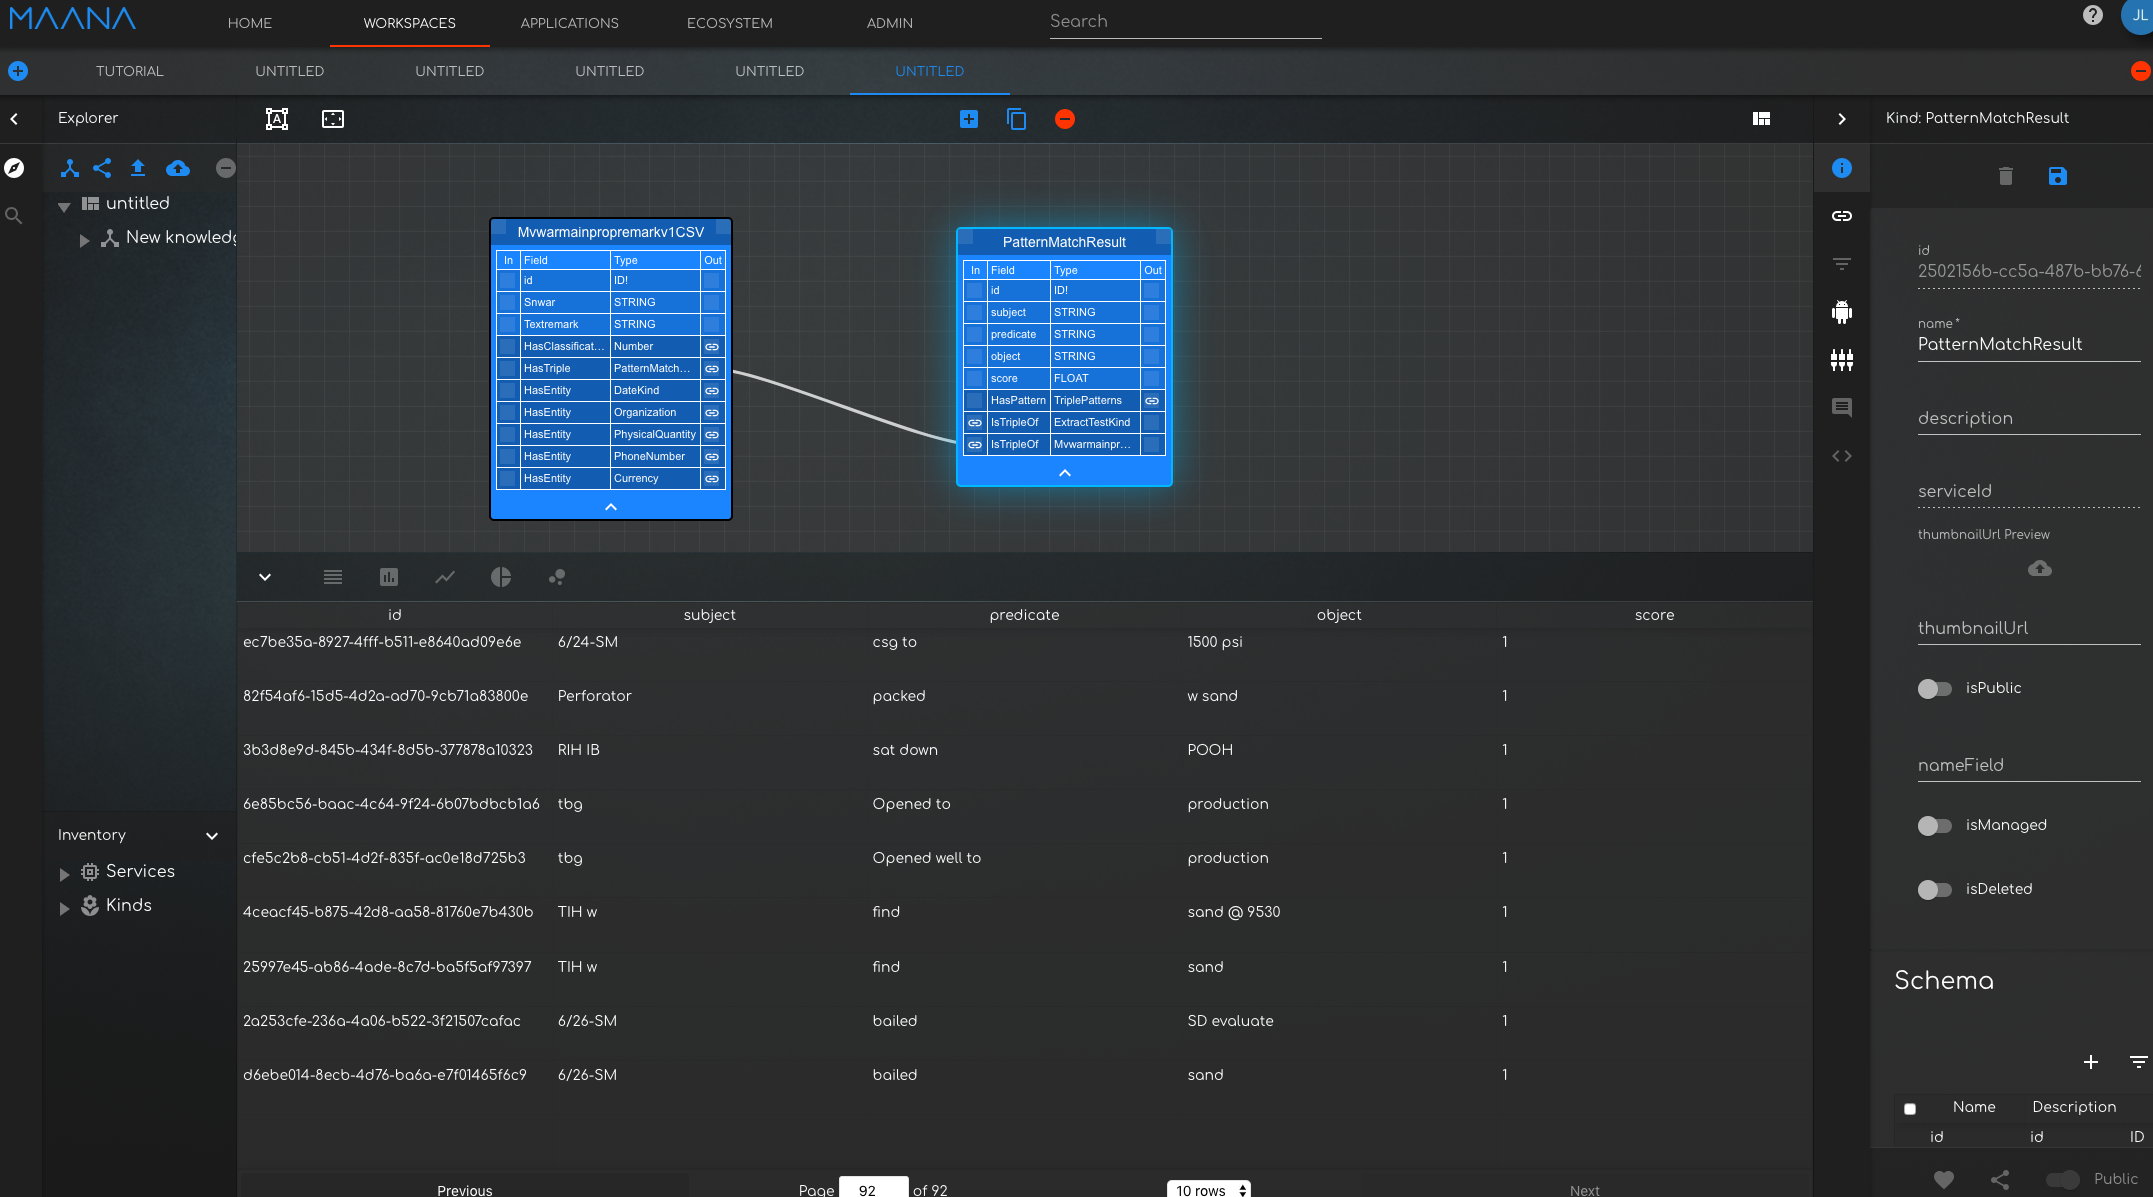 MAANA HOME WORKSPACES APPLICATIONS ECOSYSTEM ADMIN Search ? JL
TUTORIAL UNTITLED UNTITLED UNTITLED UNTITLED UNTITLED
Explorer
A
Kind: PatternMatchResult
untitled
New knowledg
Mvwarmainpropremarkv1CSV
In Field Type Out
id ID!
Snwar STRING
Textremark STRING
HasClassificat... Number
HasTriple PatternMatch...
HasEntity DateKind
HasEntity Organization
HasEntity PhysicalQuantity
HasEntity PhoneNumber
HasEntity Currency
PatternMatchResult
In Field Type Out
id ID!
subject STRING
predicate STRING
object STRING
score FLOAT
HasPattern TriplePatterns
IsTripleOf ExtractTestKind
IsTripleOf Mvwarmainpr...
id subject predicate object score
ec7be35a-8927-4fff-b511-e8640ad09e6e 6/24-SM csg to 1500 psi 1
82f54af6-15d5-4d2a-ad70-9cb71a83800e Perforator packed w sand 1
3b3d8e9d-845b-434f-8d5b-377878a10323 RIH IB sat down POOH 1
6e85bc56-baac-4c64-9f24-6b07bdbcb1a6 tbg Opened to production 1
cfe5c2b8-cb51-4d2f-835f-ac0e18d725b3 tbg Opened well to production 1
4ceacf45-b875-42d8-aa58-81760e7b430b TIH w find sand @ 9530 1
25997e45-ab86-4ade-8c7d-ba5f5af97397 TIH w find sand 1
2a253cfe-236a-4a06-b522-3f21507cafac 6/26-SM bailed SD evaluate 1
d6ebe014-8ecb-4d76-ba6a-e7f01465f6c9 6/26-SM bailed sand 1
Previous Page 92 of 92 10 rows Next
Inventory
Services
Kinds
id
2502156b-cc5a-487b-bb76-6
name *
PatternMatchResult
description
serviceId
thumbnailUrl Preview
thumbnailUrl
isPublic
nameField
isManaged
isDeleted
Schema
Name Description
id id ID
Public